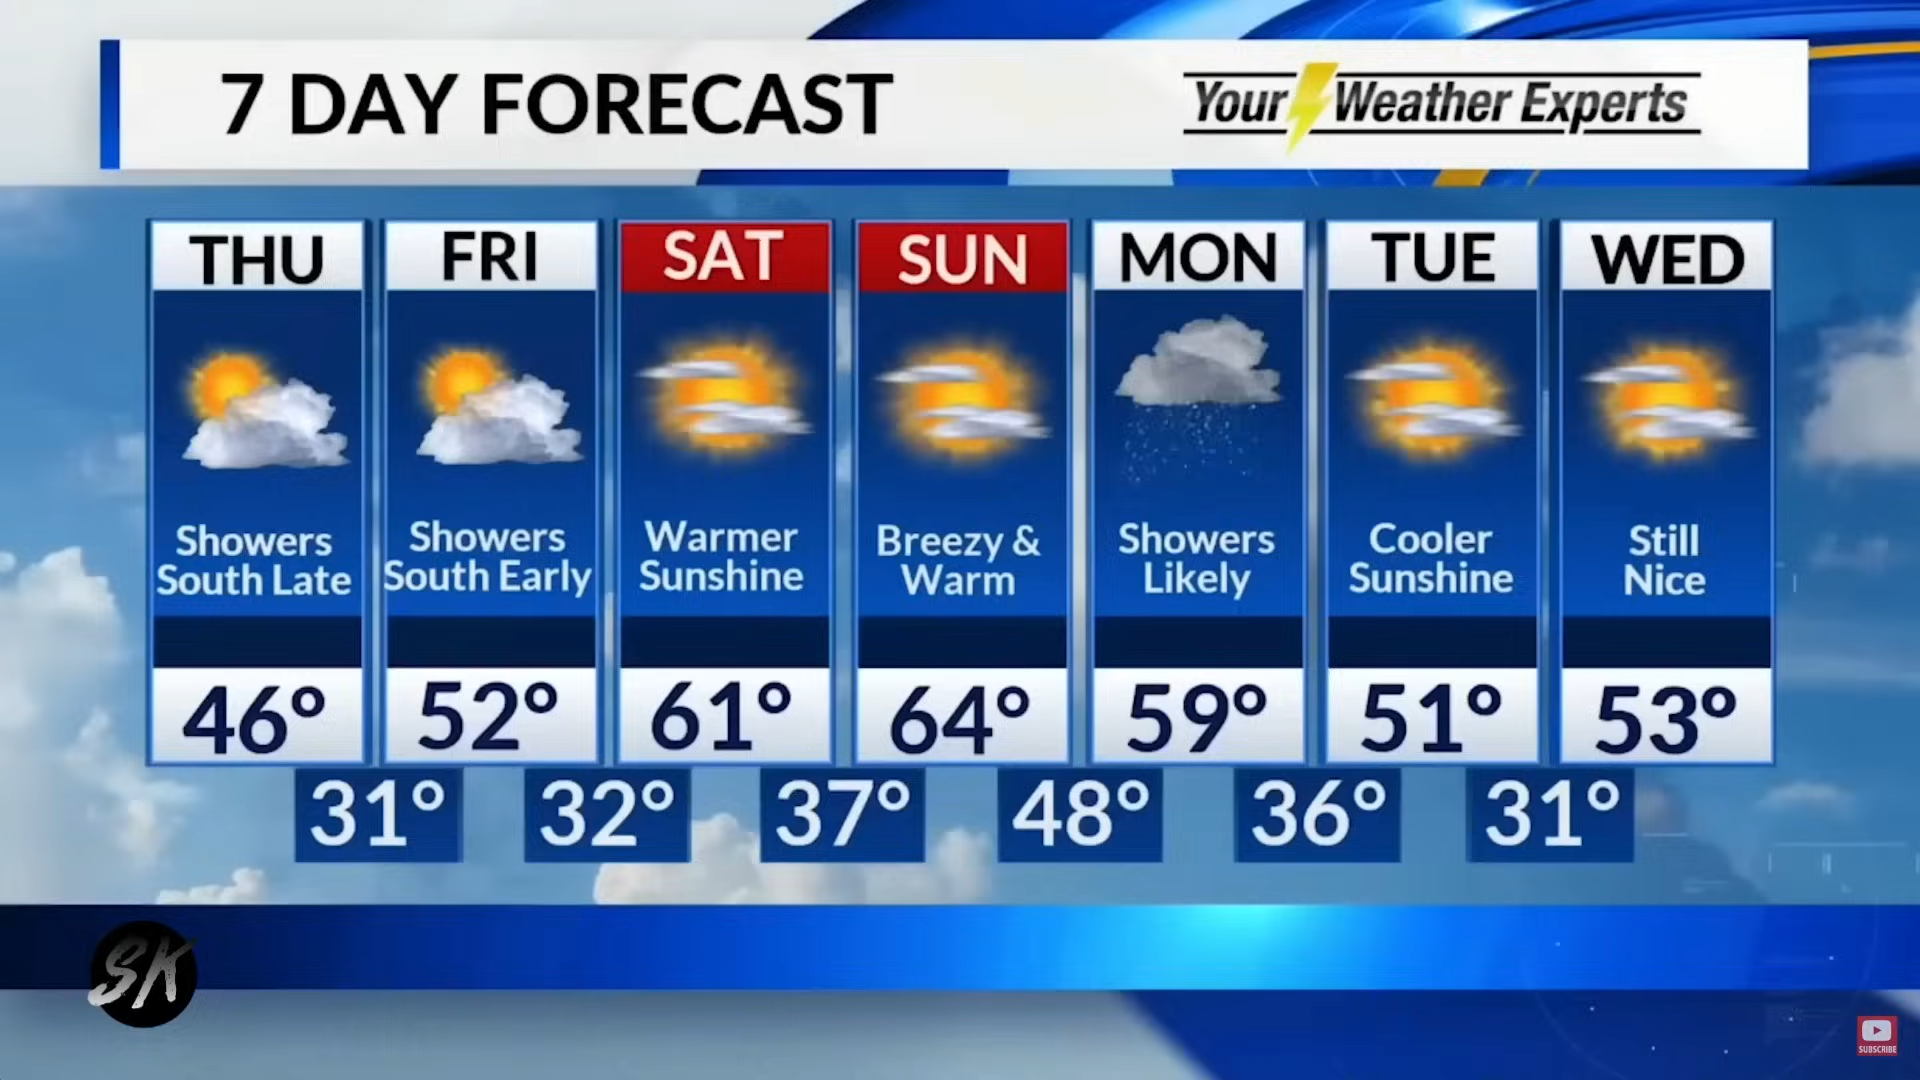 7 DAY FORECAST
Your Weather Experts
THU FRI SAT SUN MON TUE WED
Showers South Late
Showers South Early
Warmer Sunshine
Breezy & Warm
Showers Likely
Cooler Sunshine
Still Nice
46° 52° 61° 64° 59° 51° 53°
31° 32° 37° 48° 36° 31°
SK
SUBSCRIBE